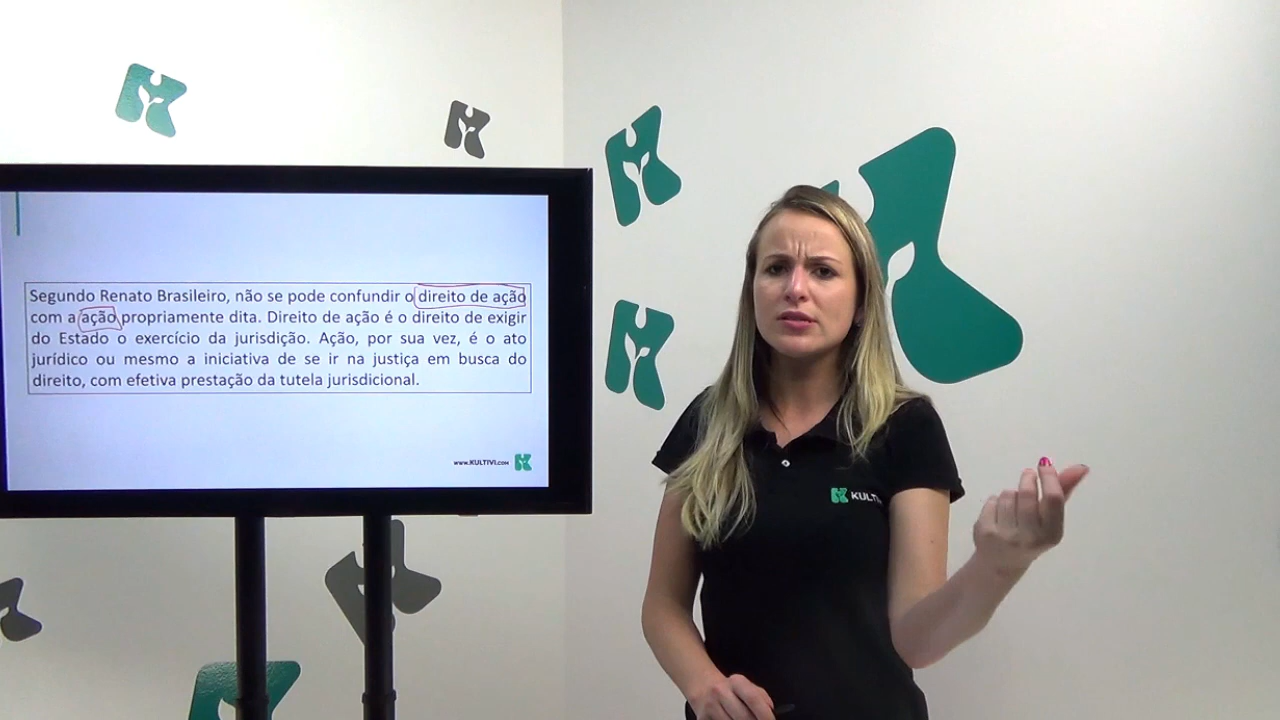 Segundo Renato Brasileiro, não se pode confundir o direito de ação
com a ação propriamente dita. Direito de ação é o direito de exigir
do Estado o exercício da jurisdição. Ação, por sua vez, é o ato
jurídico ou mesmo a iniciativa de se ir na justiça em busca do
direito, com efetiva prestação da tutela jurisdicional.
www.KULTIVI.com
KULTIVI